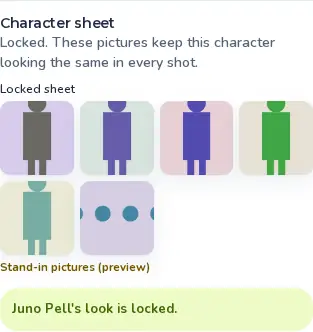 Character sheet
Locked. These pictures keep this character
looking the same in every shot.
Locked sheet
Stand-in pictures (preview)
Juno Pell's look is locked.